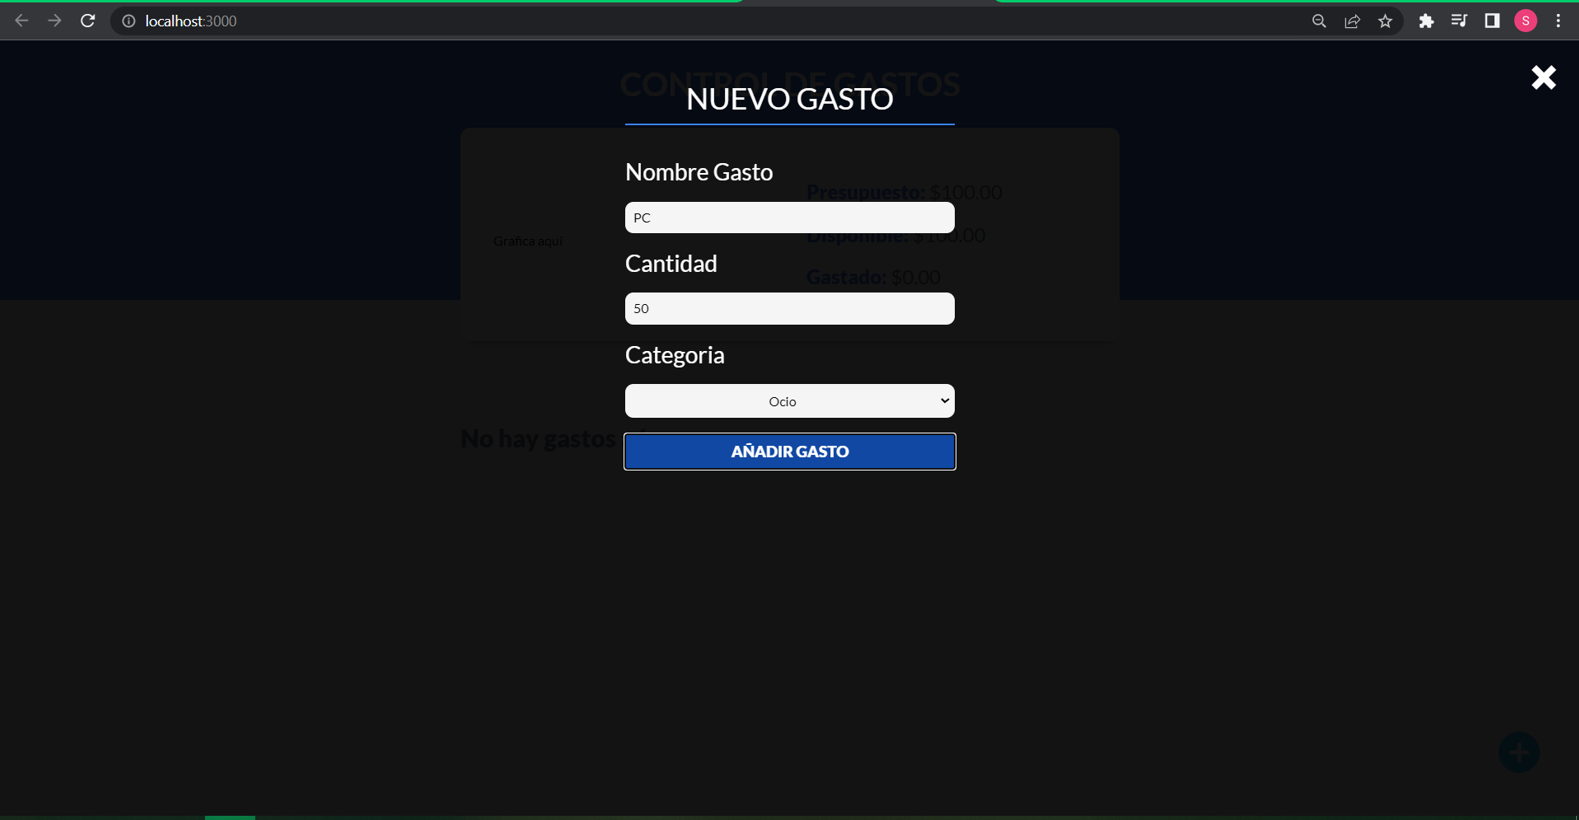 localhost:3000
S
CONTROL DE GASTOS
NUEVO GASTO
Nombre Gasto
Presupuesto: $100.00
PC
Grafica aqui
Disponible: $100.00
Cantidad
Gastado: $0.00
50
Categoria
Ocio
No hay gastos
AÑADIR GASTO